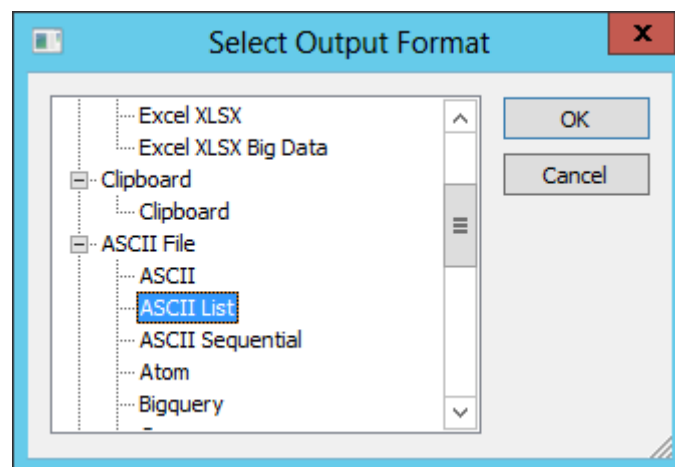 Select Output Format
x
Excel XLSX
Excel XLSX Big Data
Clipboard
Clipboard
ASCII File
ASCII
ASCII List
ASCII Sequential
Atom
Bigquery
OK
Cancel